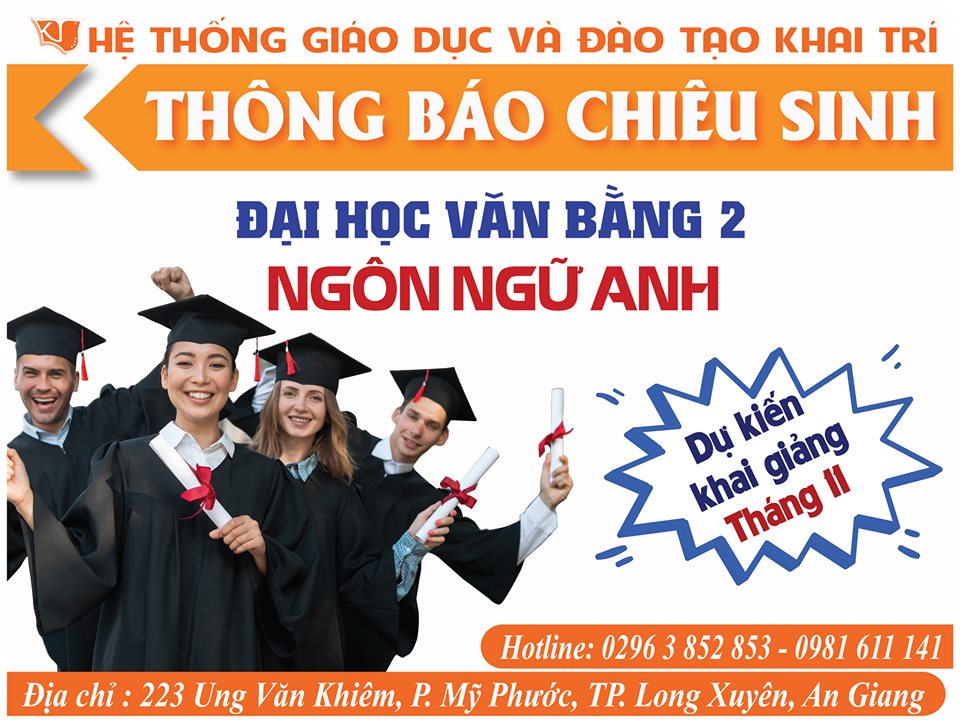 KT HỆ THỐNG GIÁO DỤC VÀ ĐÀO TẠO KHAI TRÍ
THÔNG BÁO CHIÊU SINH
ĐẠI HỌC VĂN BẰNG 2
NGÔN NGỮ ANH
Dự kiến
khai giảng
Tháng 11
Hotline: 0296 3 852 853 - 0981 611 141
Địa chỉ : 223 Ung Văn Khiêm, P. Mỹ Phước, TP. Long Xuyên, An Giang